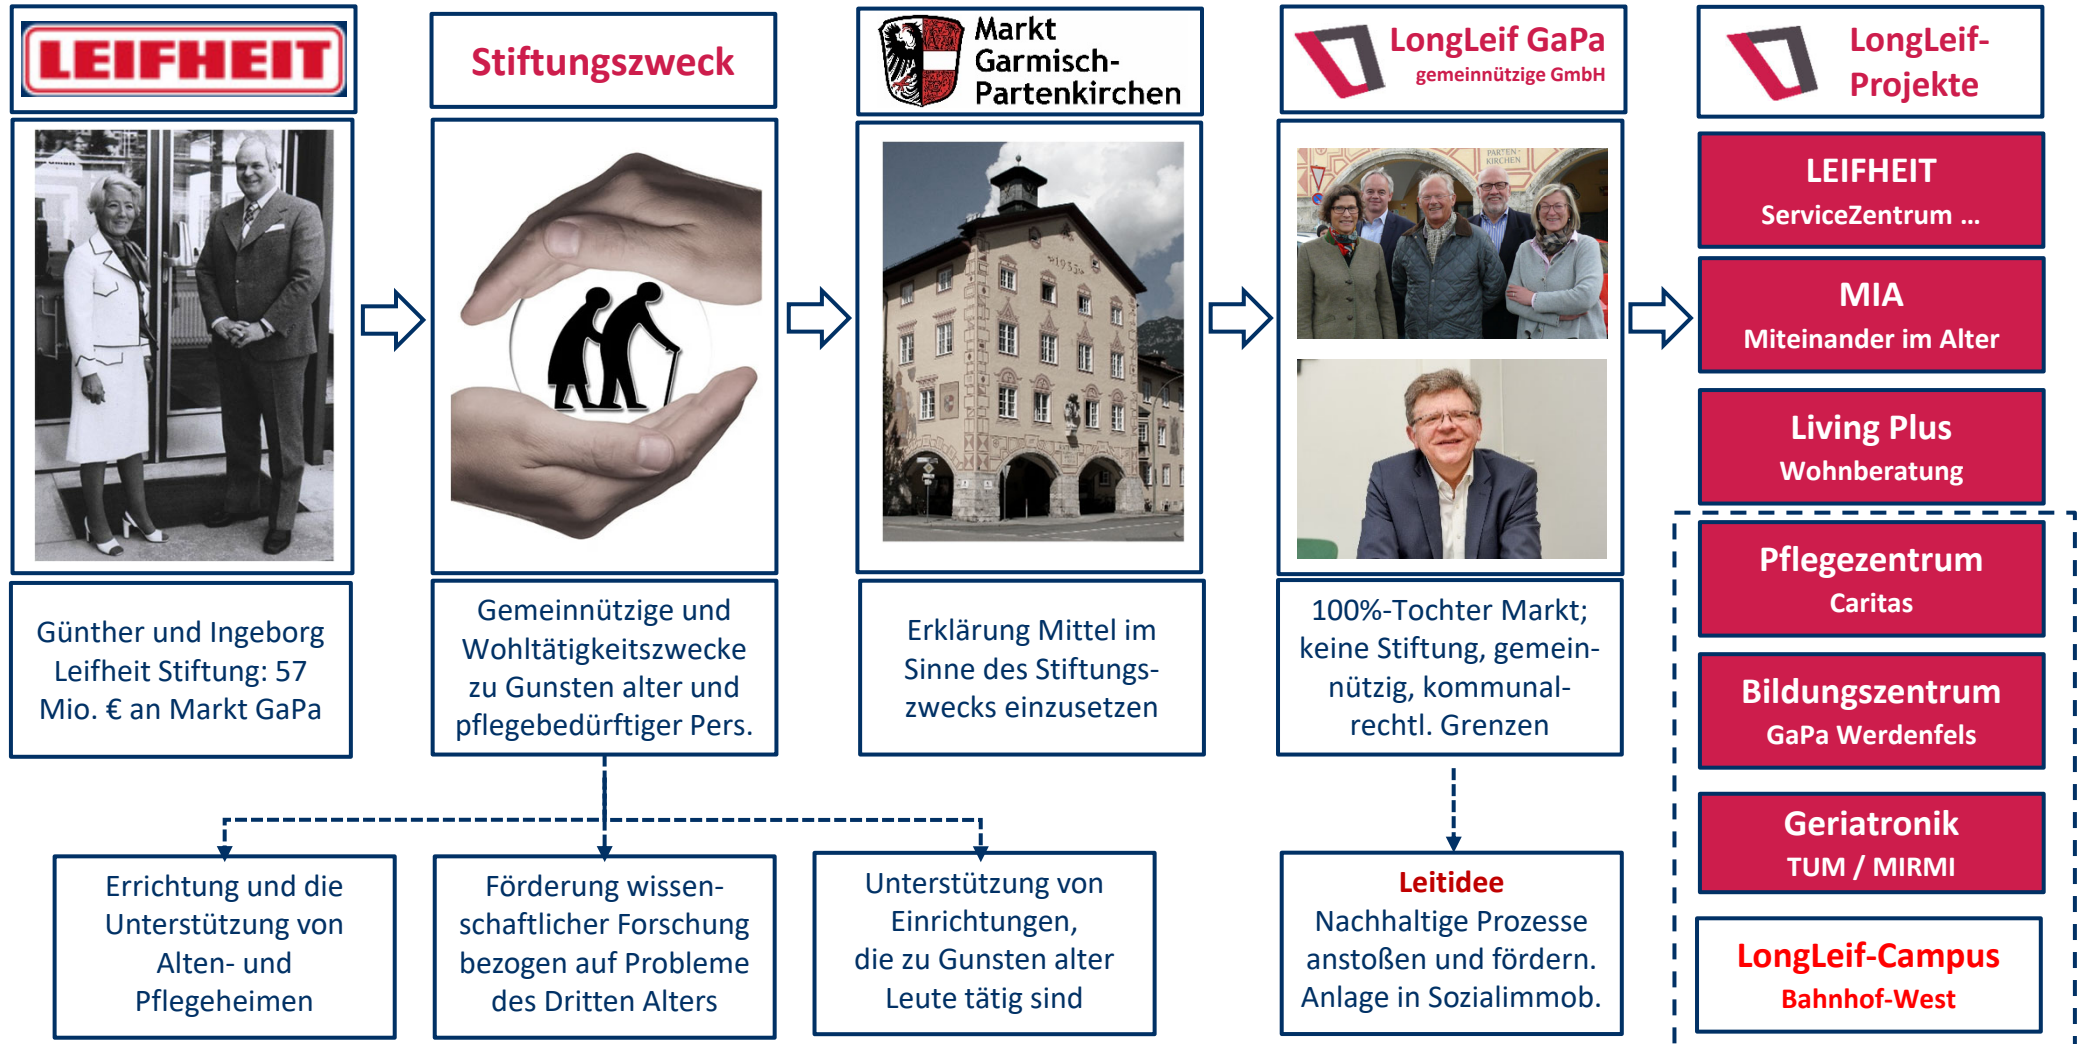 LEIFHEIT
Günther und Ingeborg
Leifheit Stiftung: 57
Mio. € an Markt GaPa
Stiftungszweck
Gemeinnützige und
Wohltätigkeitszwecke
zu Gunsten alter und
pflegebedürftiger Pers.
Errichtung und die
Unterstützung von
Alten- und
Pflegeheimen
Förderung wissen-
schaftlicher Forschung
bezogen auf Probleme
des Dritten Alters
Unterstützung von
Einrichtungen,
die zu Gunsten alter
Leute tätig sind
Markt
Garmisch-
Partenkirchen
1935
Erklärung Mittel im
Sinne des Stiftungs-
zwecks einzusetzen
LongLeif GaPa
gemeinnützige GmbH
PARTEN-
KIRCHEN
100%-Tochter Markt;
keine Stiftung, gemein-
nützig, kommunal-
rechtl. Grenzen
Leitidee
Nachhaltige Prozesse
anstoßen und fördern.
Anlage in Sozialimmob.
LongLeif-
Projekte
LEIFHEIT
ServiceZentrum ...
MIA
Miteinander im Alter
Living Plus
Wohnberatung
Pflegezentrum
Caritas
Bildungszentrum
GaPa Werdenfels
Geriatronik
TUM / MIRMI
LongLeif-Campus
Bahnhof-West